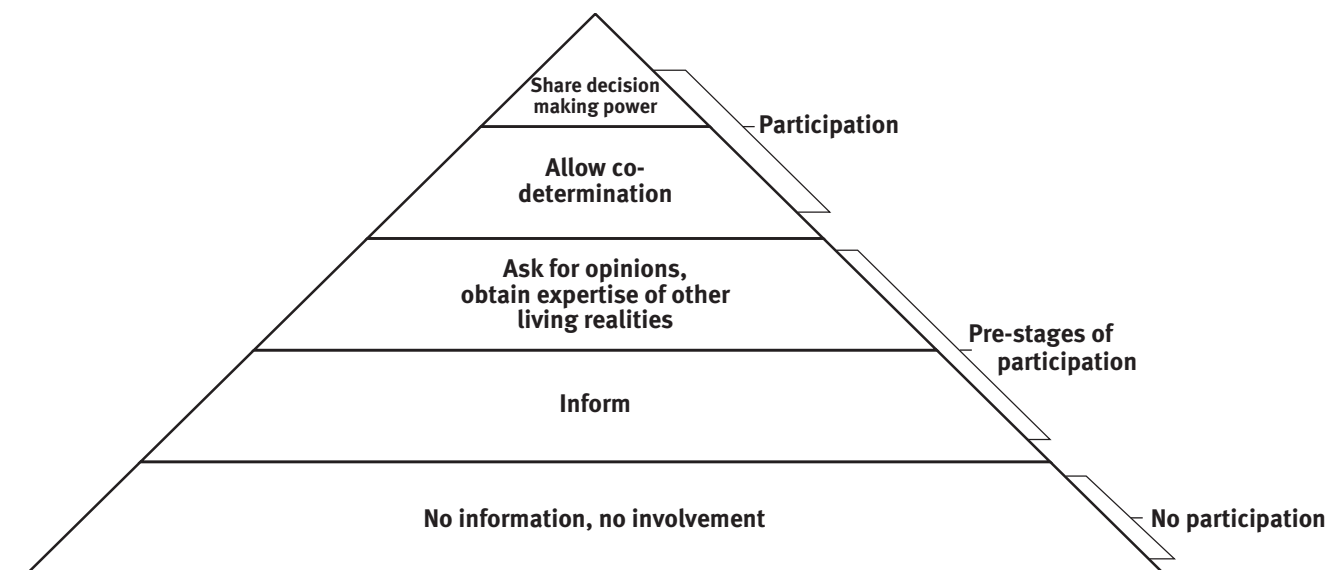 Share decision
making power
Participation
Allow co-
determination
Ask for opinions,
obtain expertise of other
living realities
Pre-stages of
participation
Inform
No information, no involvement
No participation